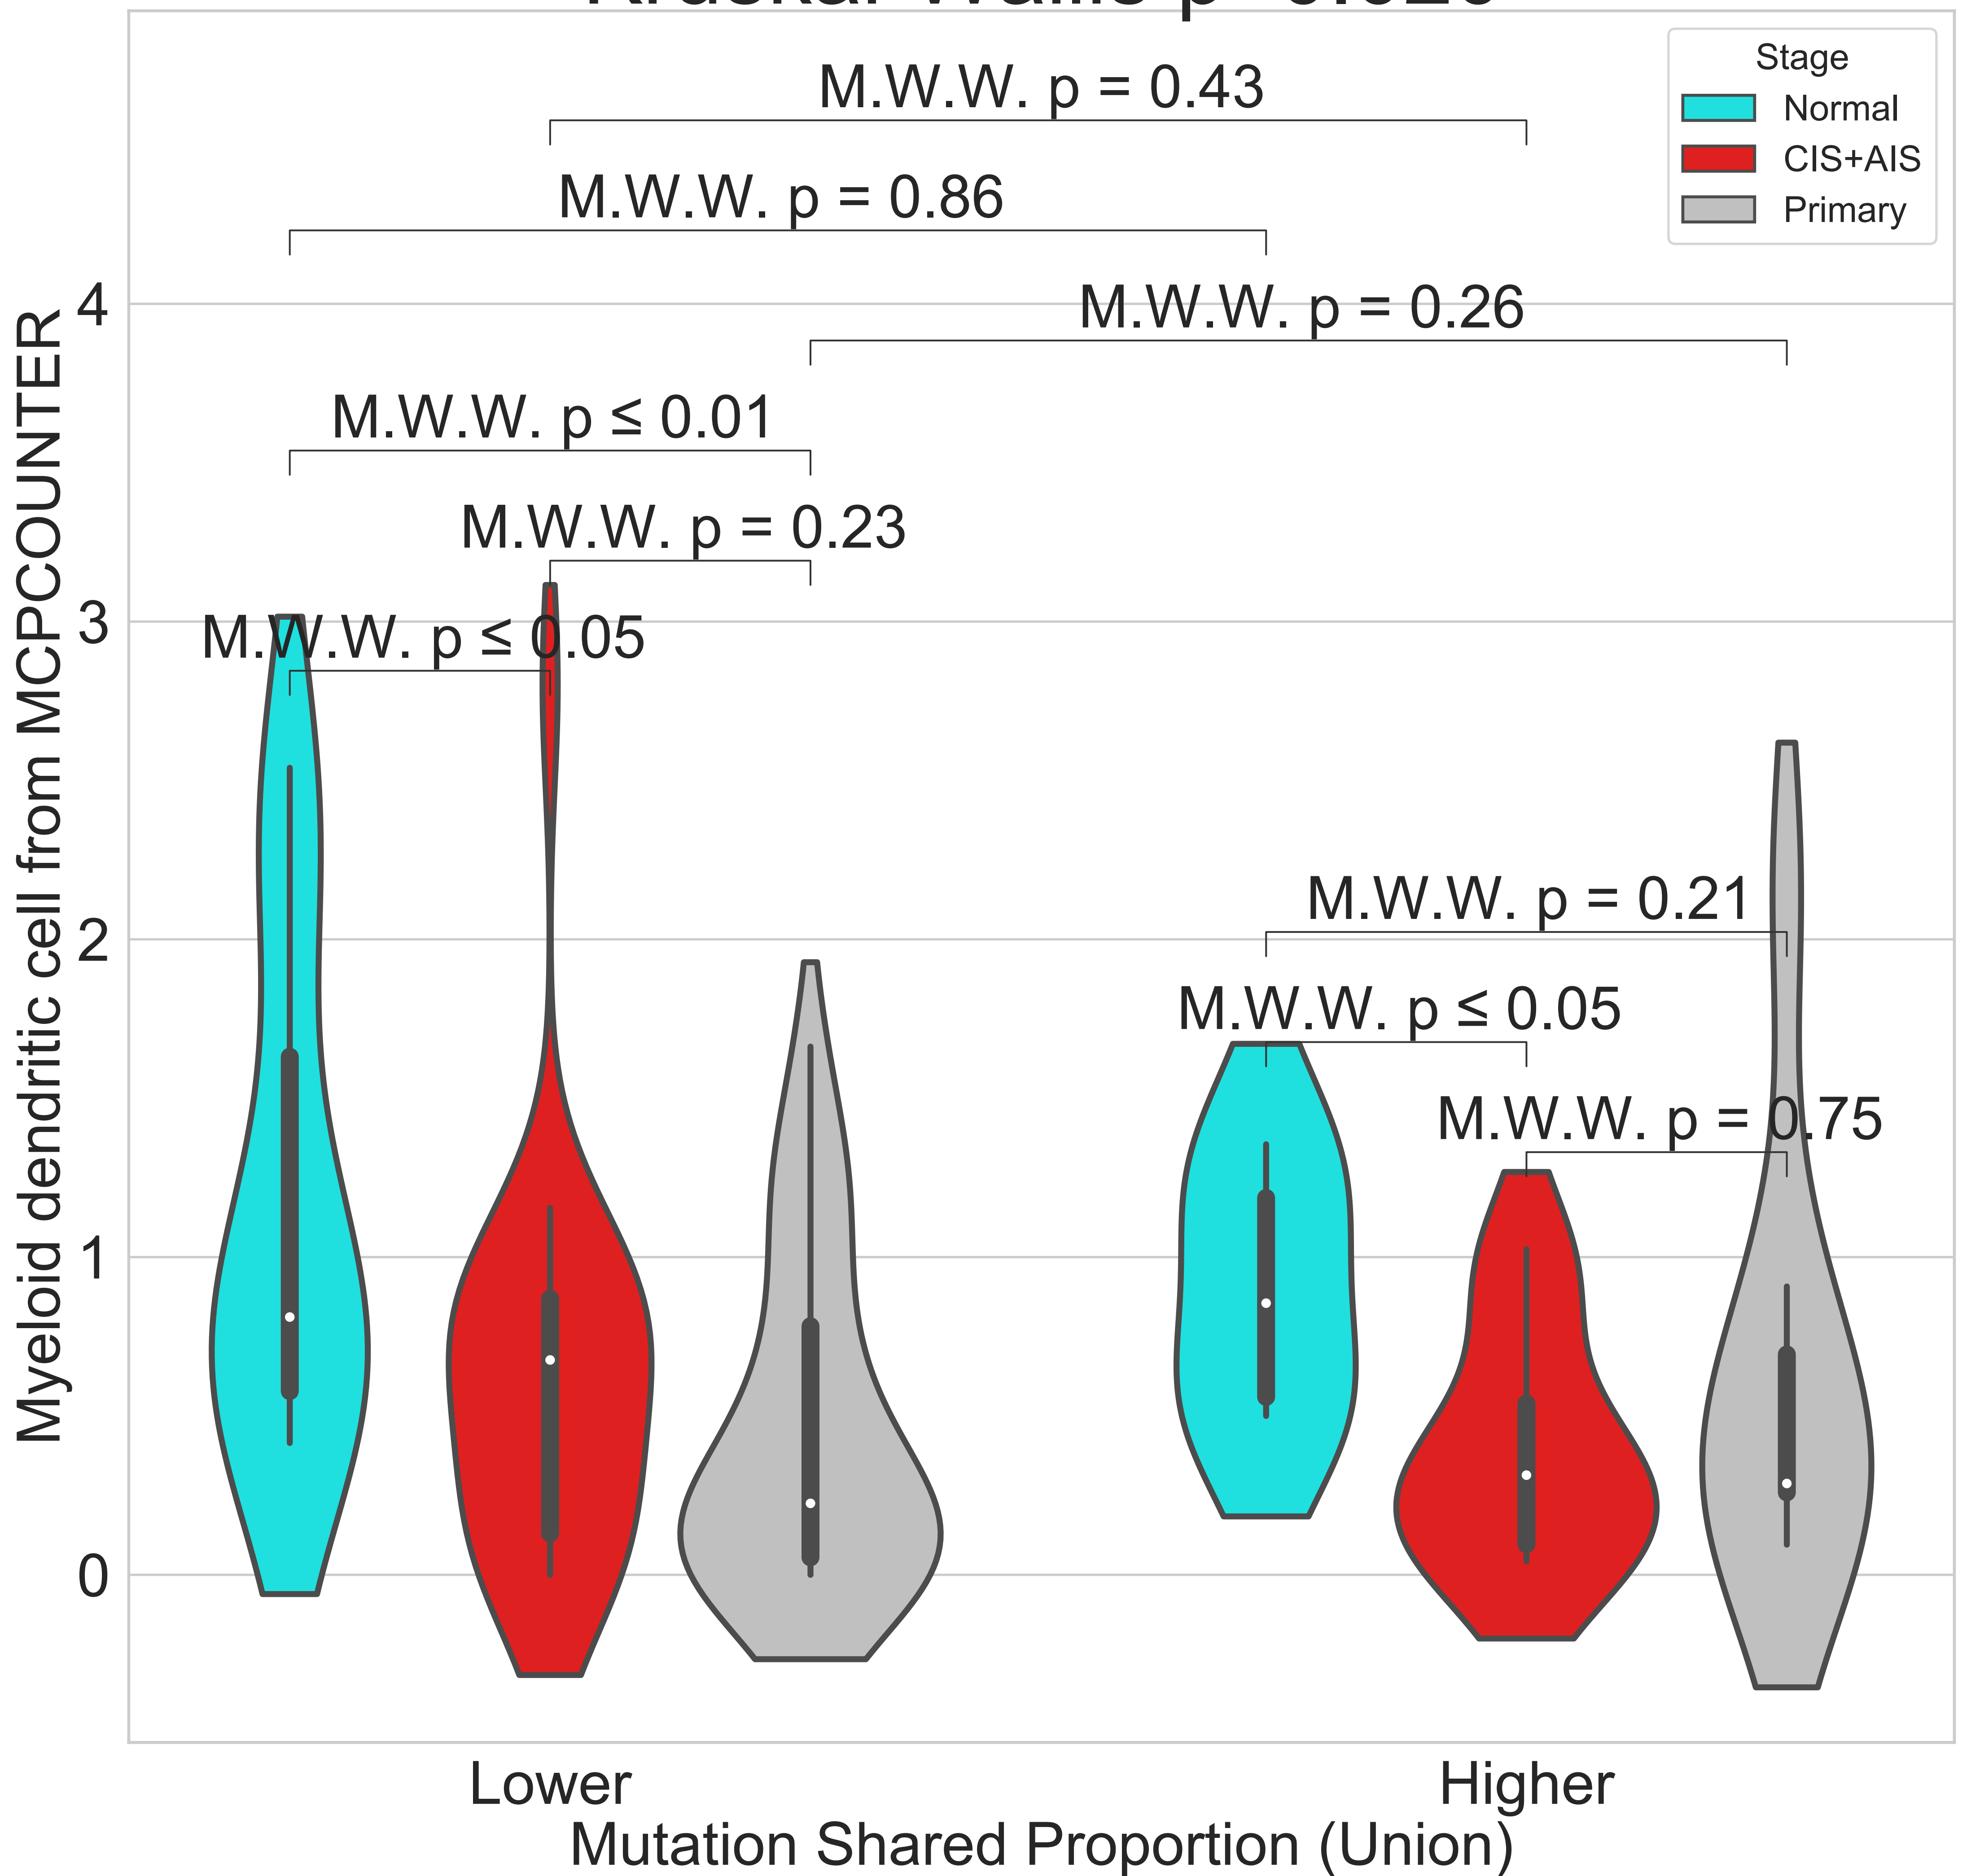 Stage
Normal
CIS+AIS
Primary
M.W.W. p = 0.43
M.W.W. p = 0.86
M.W.W. p = 0.26
M.W.W. p ≤ 0.01
M.W.W. p = 0.23
M.W.W. p ≤ 0.05
M.W.W. p = 0.21
M.W.W. p ≤ 0.05
M.W.W. p = 0.75
4
3
2
1
0
Myeloid dendritic cell from MCPCOUNTER
Lower
Higher
Mutation Shared Proportion (Union)